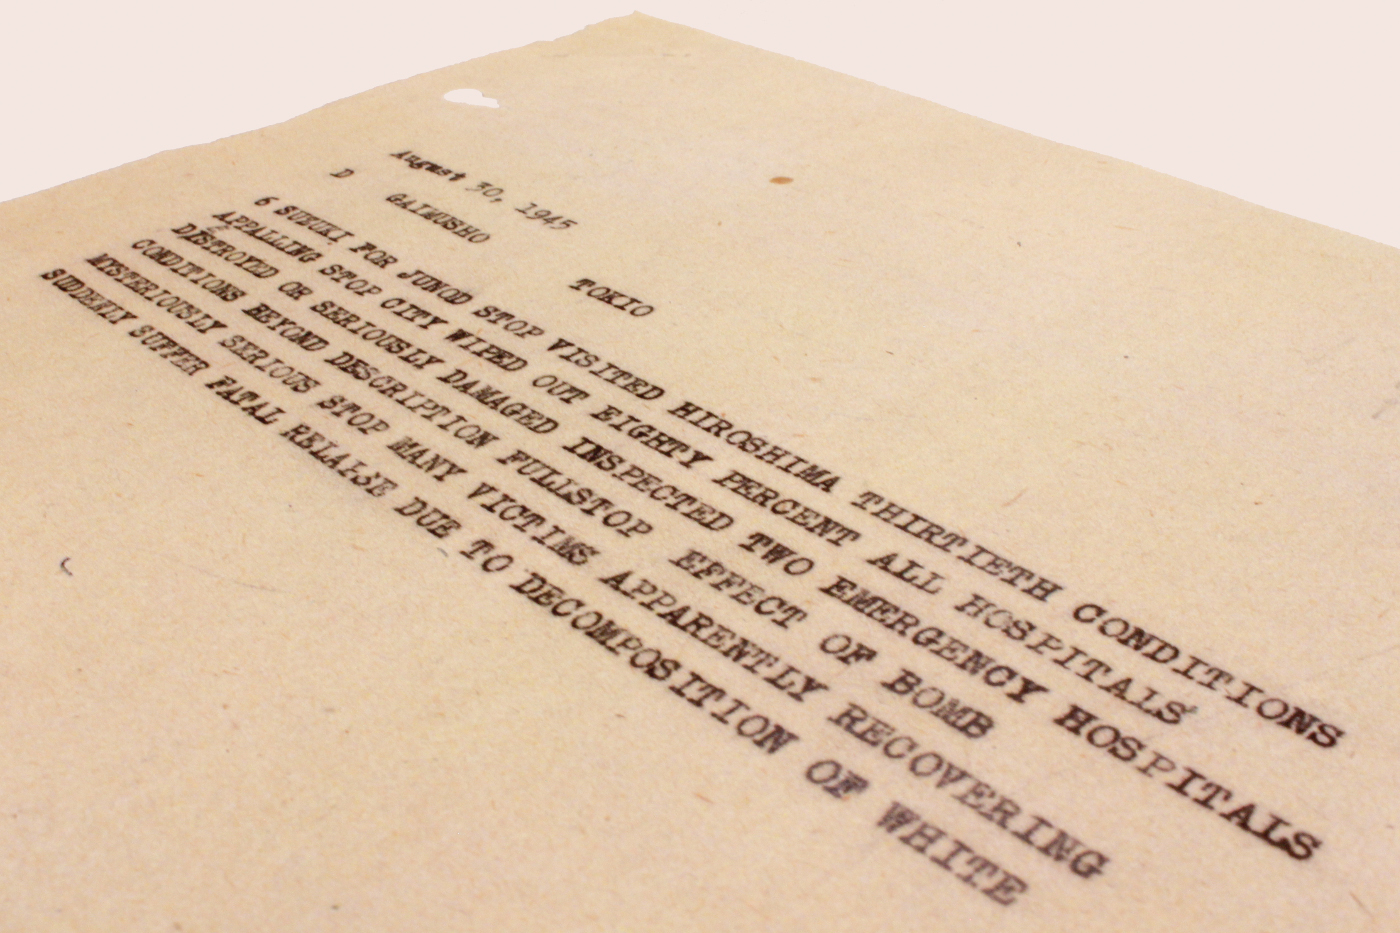 August 30, 1945
D GAIMUSHO
TOKIO
6 SUZUKI FOR JUNOD STOP VISITED HIROSHIMA THIRTIETH CONDITIONS
APPALLING STOP CITY WIPED OUT EIGHTY PERCENT ALL HOSPITALS
DISTROYED OR SERIOUSLY DAMAGED INSPECTED TWO EMERGENCY HOSPITALS
CONDITIONS BEYOND DESCRIPTION FULLSTOP EFFECT OF BOMB
MYSTERIOUSLY SERIOUS STOP MANY VICTIMS APPARENTLY RECOVERING
SUDDENLY SUFFER FATAL RELALSE DUE TO DECOMPOSITION OF WHITE